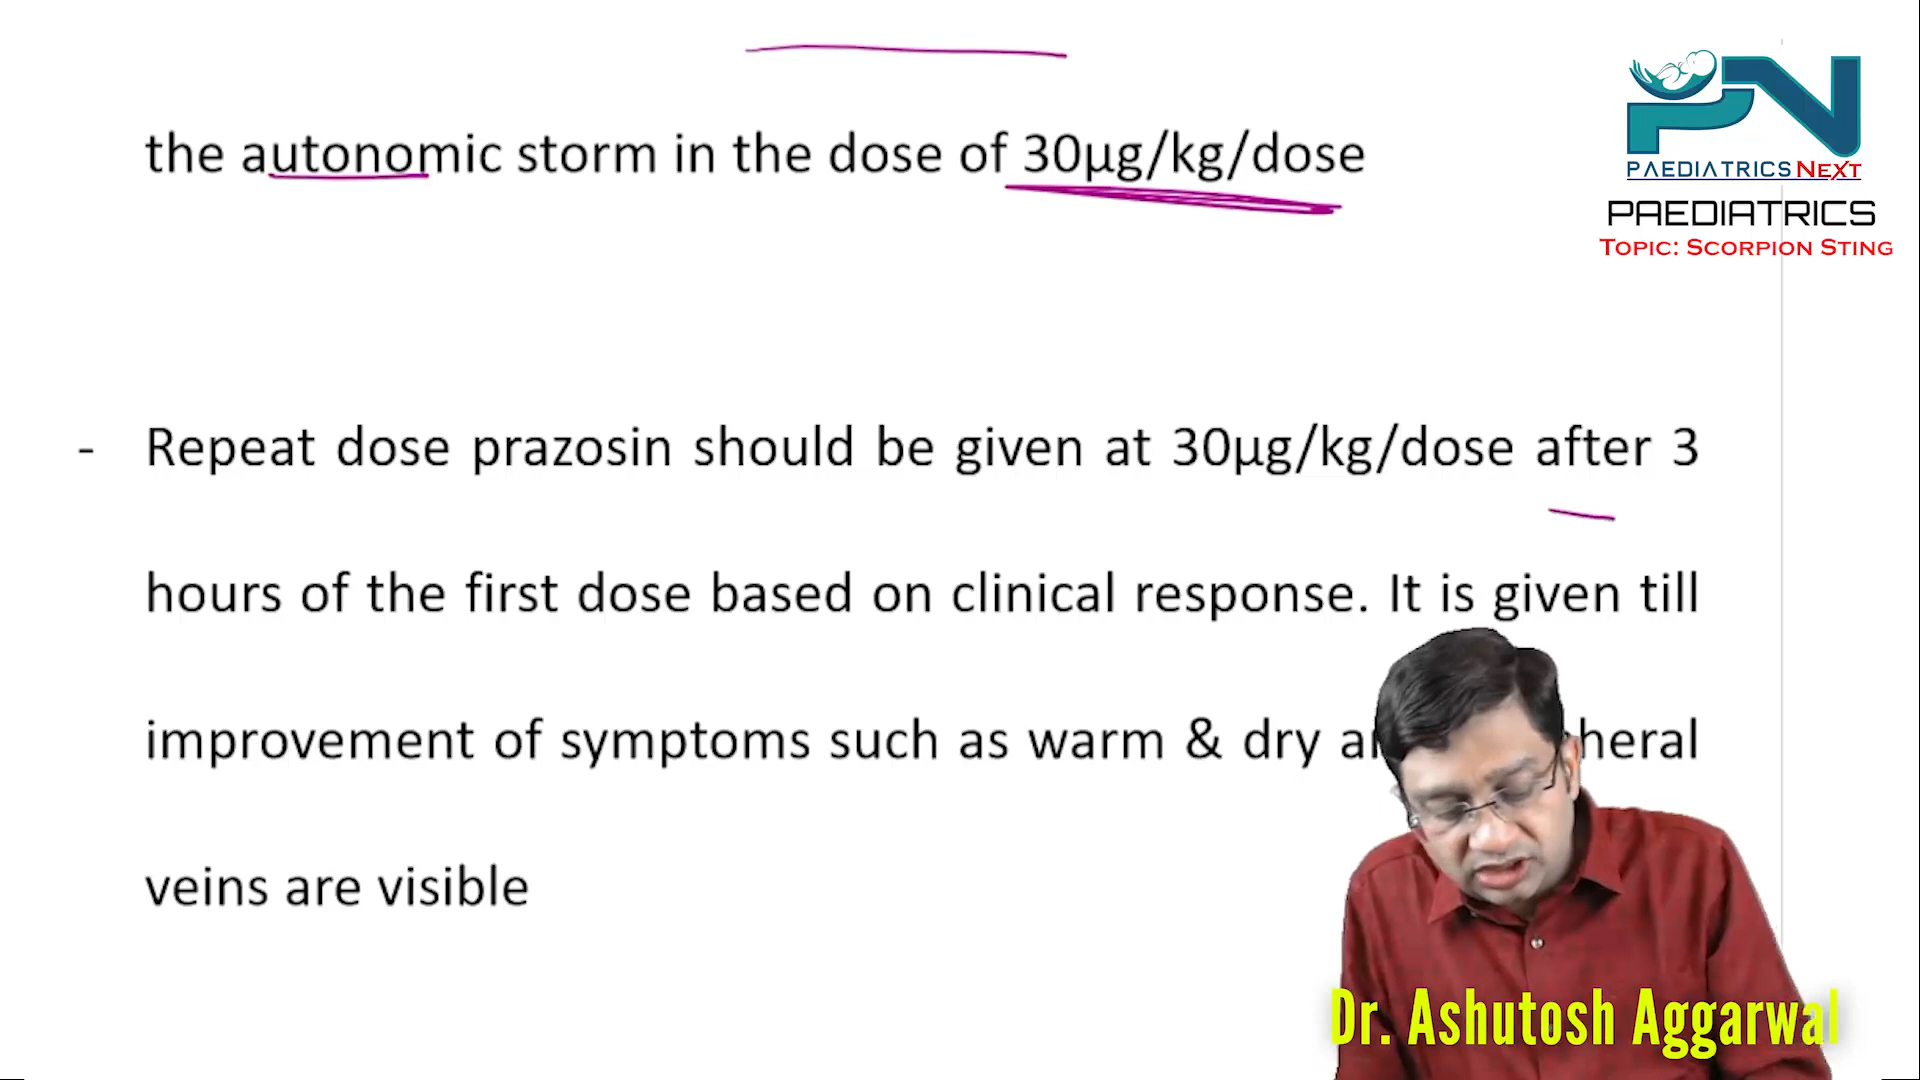 the autonomic storm in the dose of 30µg/kg/dose
PAEDIATRICS NEXT
PAEDIATRICS
TOPIC: SCORPION STING
- Repeat dose prazosin should be given at 30µg/kg/dose after 3
hours of the first dose based on clinical response. It is given till
improvement of symptoms such as warm & dry
veins are visible
Dr. Ashutosh Aggarwal